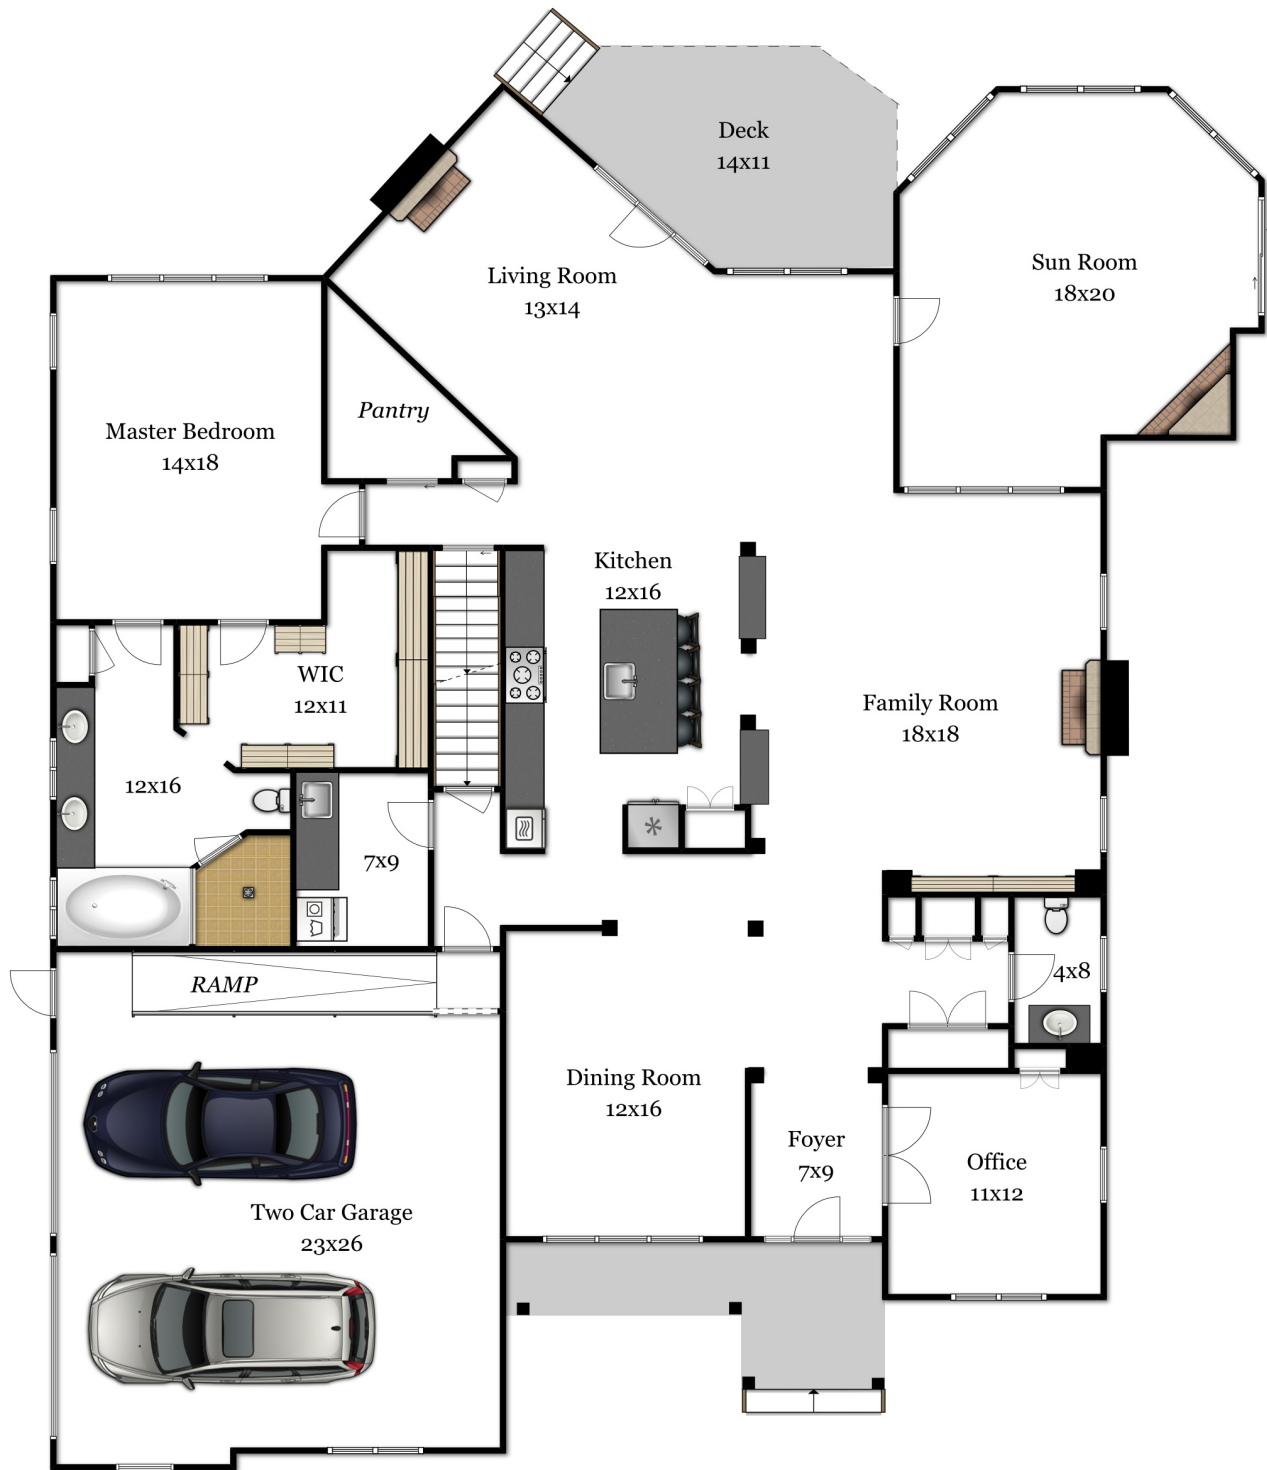 Deck
14x11
Sun Room
18x20
Living Room
13x14
Pantry
Master Bedroom
14x18
Kitchen
12x16
WIC
12x11
Family Room
18x18
12x16
7x9
RAMP
4x8
Dining Room
12x16
Foyer
7x9
Office
11x12
Two Car Garage
23x26